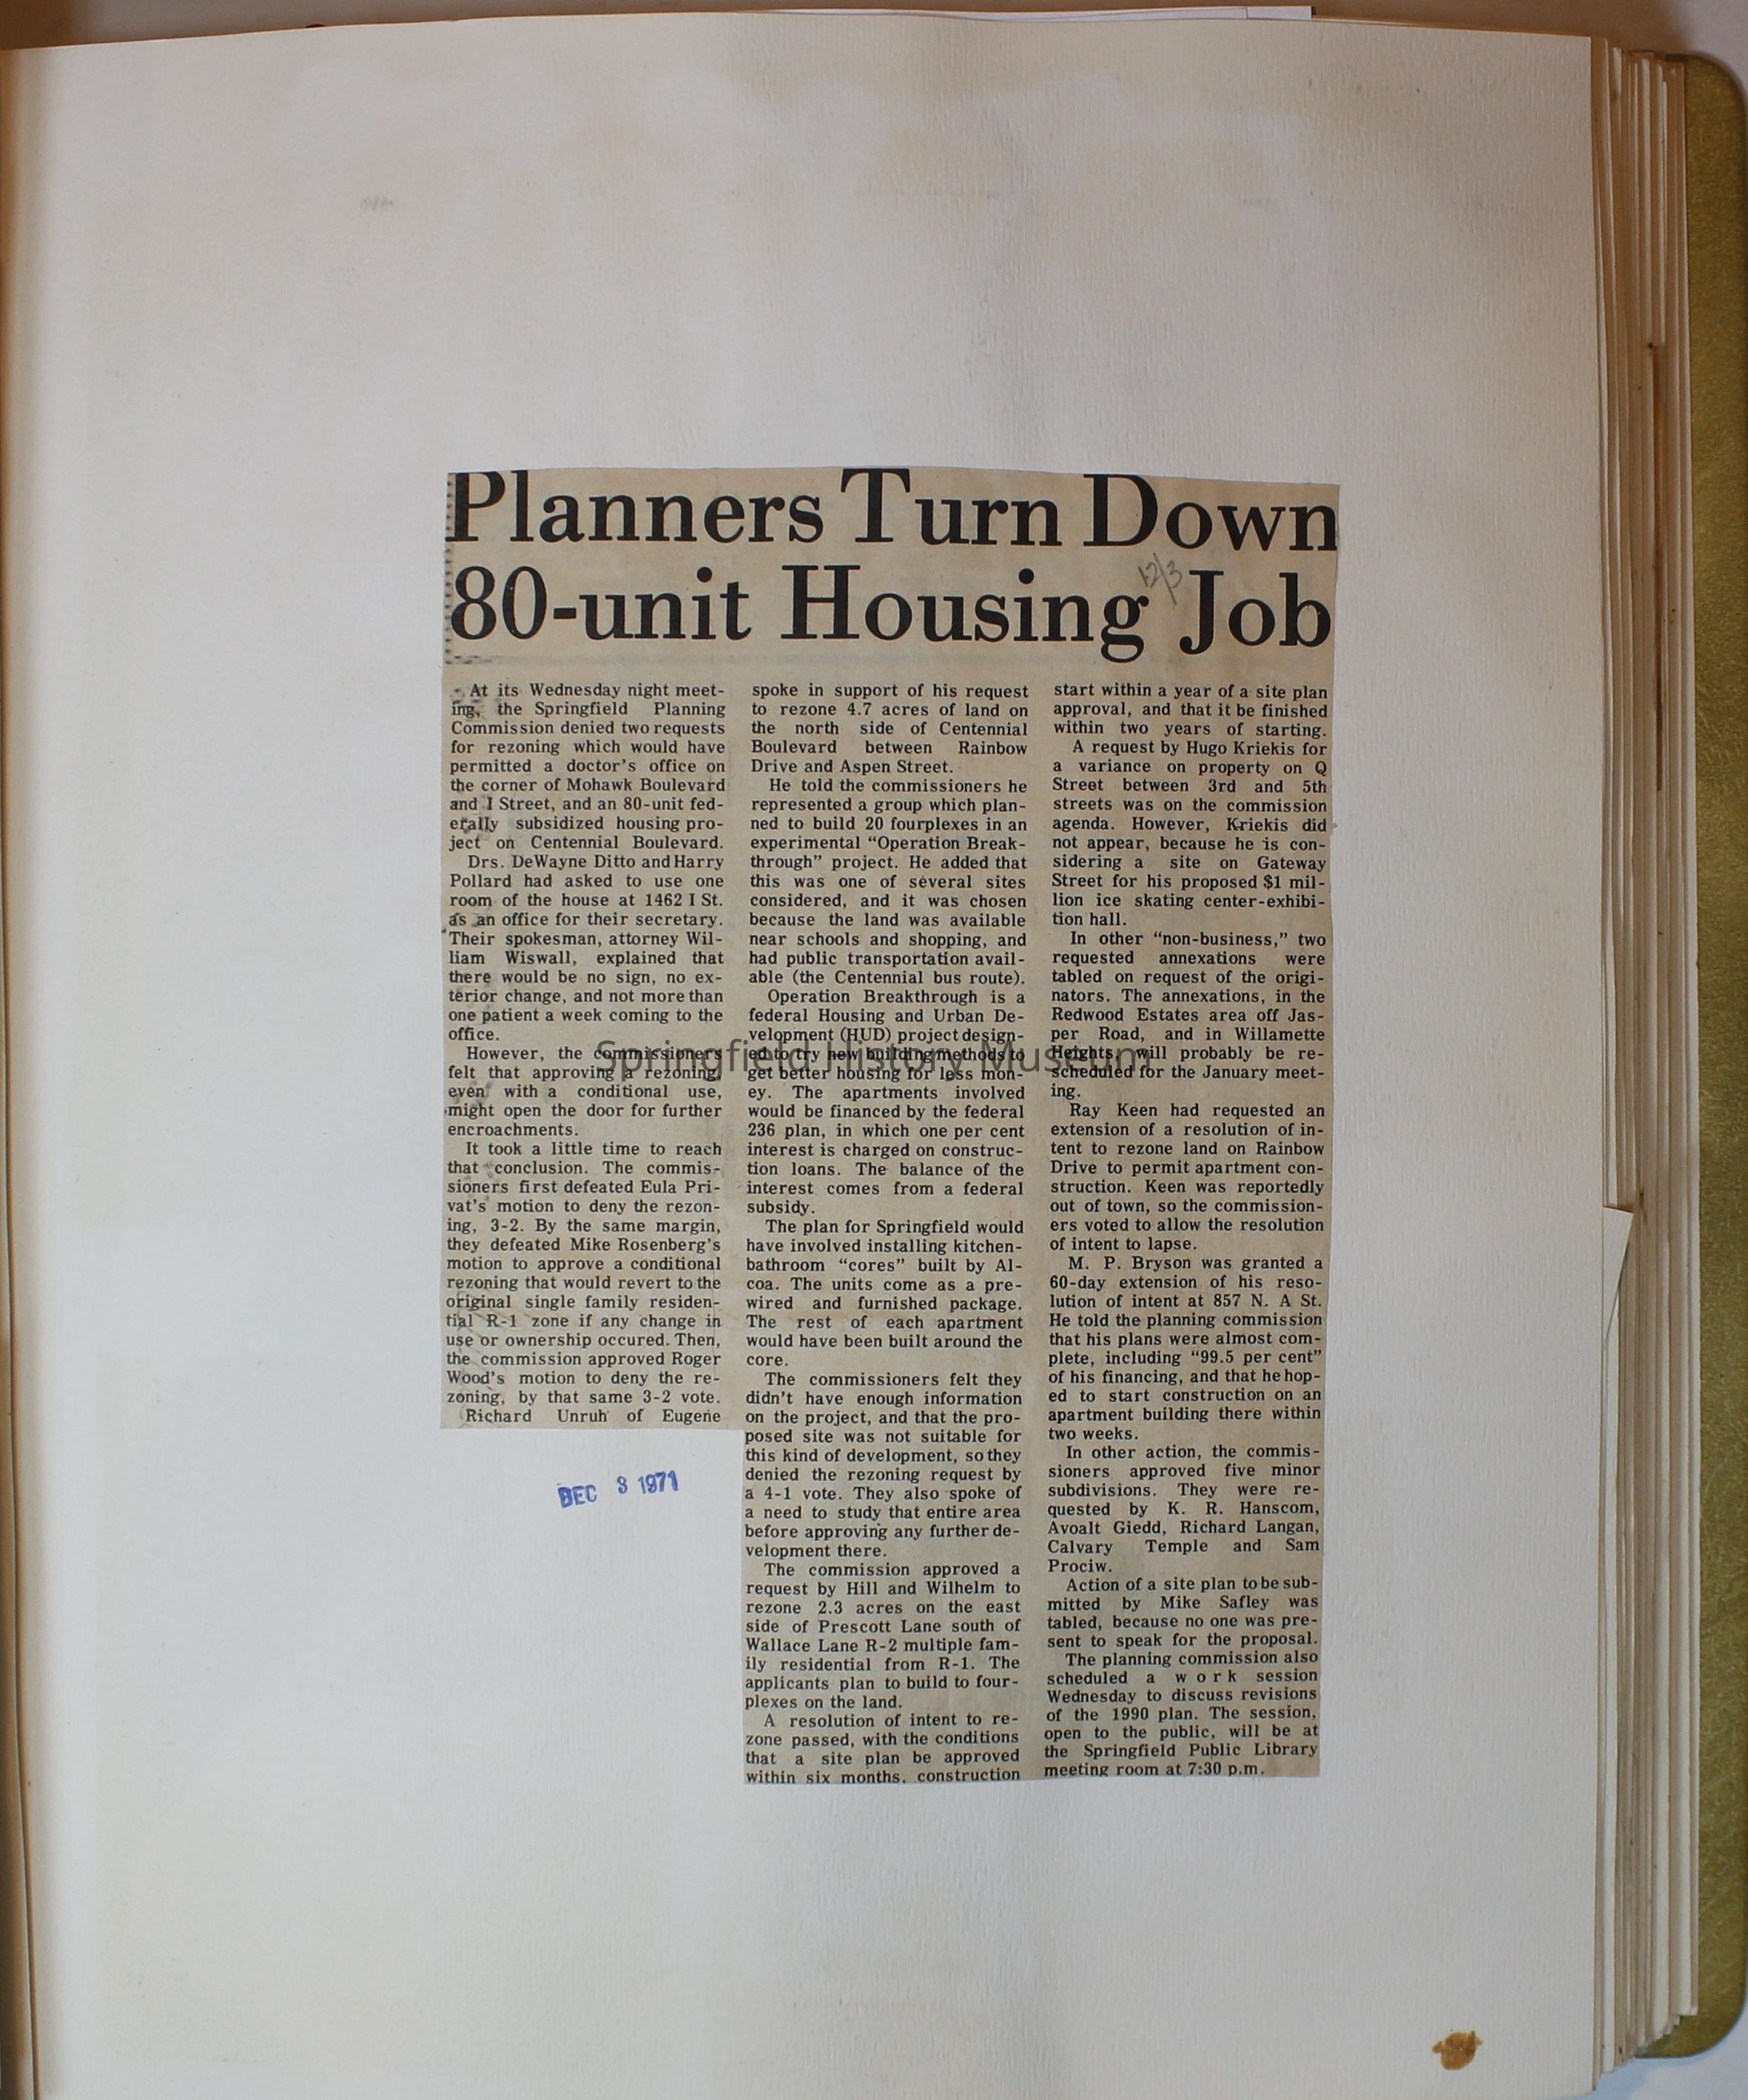 Planners Turn Down
80-unit Housing Job
12/3
At its Wednesday night meet-
ing, the Springfield Planning
Commission denied two requests
for rezoning which would have
permitted a doctor's office on
the corner of Mohawk Boulevard
and I Street, and an 80-unit fed-
erally subsidized housing pro-
ject on Centennial Boulevard.
Drs. DeWayne Ditto and Harry
Pollard had asked to use one
room of the house at 1462 I St.
as an office for their secretary.
Their spokesman, attorney Wil-
liam Wiswall, explained that
there would be no sign, no ex-
terior change, and not more than
one patient a week coming to the
office.
However, the commissioners
felt that approving a rezoning,
even with a conditional use,
might open the door for further
encroachments.
It took a little time to reach
that conclusion. The commis-
sioners first defeated Eula Pri-
vat's motion to deny the rezon-
ing, 3-2. By the same margin,
they defeated Mike Rosenberg's
motion to approve a conditional
rezoning that would revert to the
original single family residen-
tial R-1 zone if any change in
use or ownership occured. Then,
the commission approved Roger
Wood's motion to deny the re-
zoning, by that same 3-2 vote.
Richard Unruh of Eugene
spoke in support of his request
to rezone 4.7 acres of land on
the north side of Centennial
Boulevard between Rainbow
Drive and Aspen Street.
He told the commissioners he
represented a group which plan-
ned to build 20 fourplexes in an
experimental "Operation Break-
through" project. He added that
this was one of several sites
considered, and it was chosen
because the land was available
near schools and shopping, and
had public transportation avail-
able (the Centennial bus route).
Operation Breakthrough is a
federal Housing and Urban De-
velopment (HUD) project design-
ed to try new building methods to
get better housing for less mon-
ey. The apartments involved
would be financed by the federal
236 plan, in which one per cent
interest is charged on construc-
tion loans. The balance of the
interest comes from a federal
subsidy.
The plan for Springfield would
have involved installing kitchen-
bathroom "cores" built by Al-
coa. The units come as a pre-
wired and furnished package.
The rest of each apartment
would have been built around the
core.
The commissioners felt they
didn't have enough information
on the project, and that the pro-
posed site was not suitable for
this kind of development, so they
denied the rezoning request by
a 4-1 vote. They also spoke of
a need to study that entire area
before approving any further de-
velopment there.
The commission approved a
request by Hill and Wilhelm to
rezone 2.3 acres on the east
side of Prescott Lane south of
Wallace Lane R-2 multiple fam-
ily residential from R-1. The
applicants plan to build to four-
plexes on the land.
A resolution of intent to re-
zone passed, with the conditions
that a site plan be approved
within six months, construction
start within a year of a site plan
approval, and that it be finished
within two years of starting.
A request by Hugo Kriekis for
a variance on property on Q
Street between 3rd and 5th
streets was on the commission
agenda. However, Kriekis did
not appear, because he is con-
sidering a site on Gateway
Street for his proposed $1 mil-
lion ice skating center-exhibi-
tion hall.
In other "non-business," two
requested annexations were
tabled on request of the origi-
nators. The annexations, in the
Redwood Estates area off Jas-
per Road, and in Willamette
Heights, will probably be re-
scheduled for the January meet-
ing.
Ray Keen had requested an
extension of a resolution of in-
tent to rezone land on Rainbow
Drive to permit apartment con-
struction. Keen was reportedly
out of town, so the commission-
ers voted to allow the resolution
of intent to lapse.
M. P. Bryson was granted a
60-day extension of his reso-
lution of intent at 857 N. A St.
He told the planning commission
that his plans were almost com-
plete, including "99.5 per cent"
of his financing, and that he hop-
ed to start construction on an
apartment building there within
two weeks.
In other action, the commis-
sioners approved five minor
subdivisions. They were re-
quested by K. R. Hanscom,
Avoalt Giedd, Richard Langan,
Calvary Temple and Sam
Prociw.
Action of a site plan to be sub-
mitted by Mike Safley was
tabled, because no one was pre-
sent to speak for the proposal.
The planning commission also
scheduled a work session
Wednesday to discuss revisions
of the 1990 plan. The session,
open to the public, will be at
the Springfield Public Library
meeting room at 7:30 p.m.
DEC 3 1971
Springfield History Museum